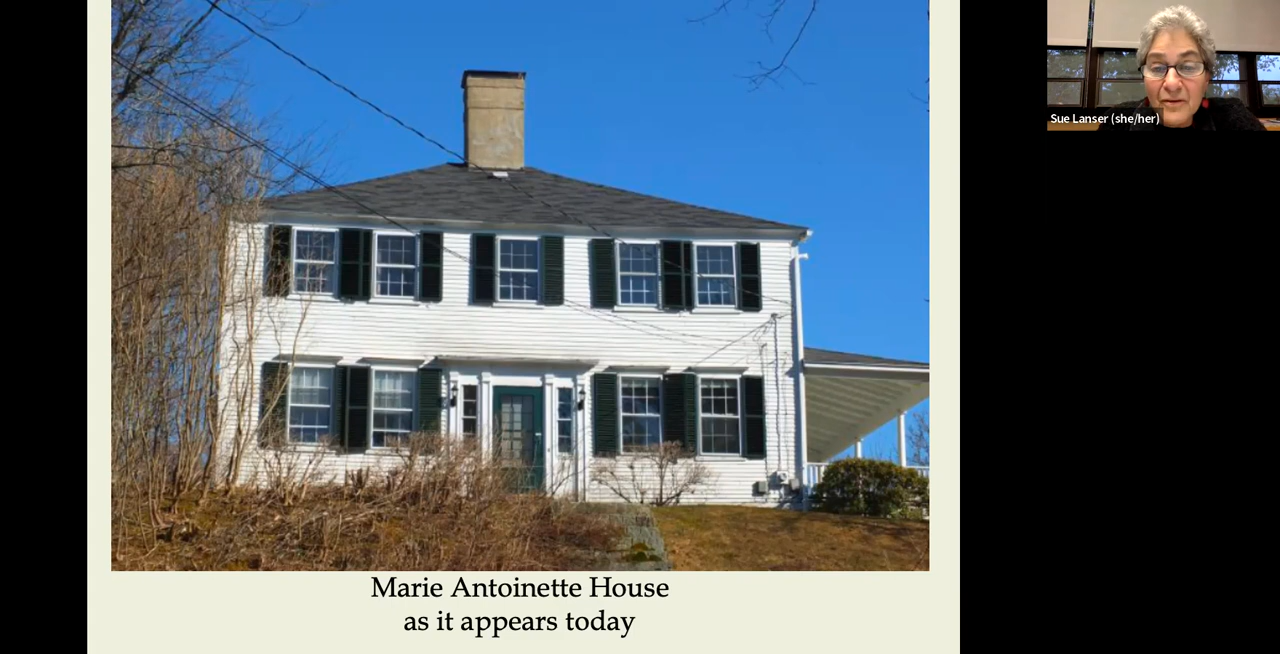 Sue Lanser (she/her)
Marie Antoinette House
as it appears today